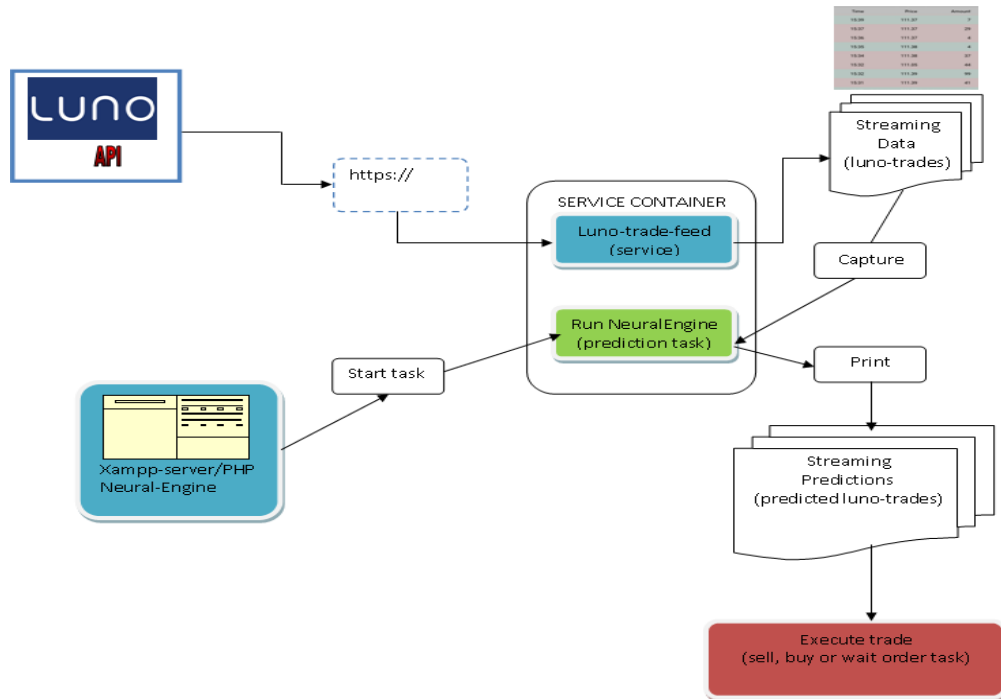 Time Price Amount
LUNO
API
https://
Streaming
Data
(luno-trades)
SERVICE CONTAINER
Luno-trade-feed
(service)
Capture
Run Neural Engine
(prediction task)
Start task
Print
Xampp-server/PHP
Neural-Engine
Streaming
Predictions
(predicted luno-trades)
Execute trade
(sell, buy or wait order task)